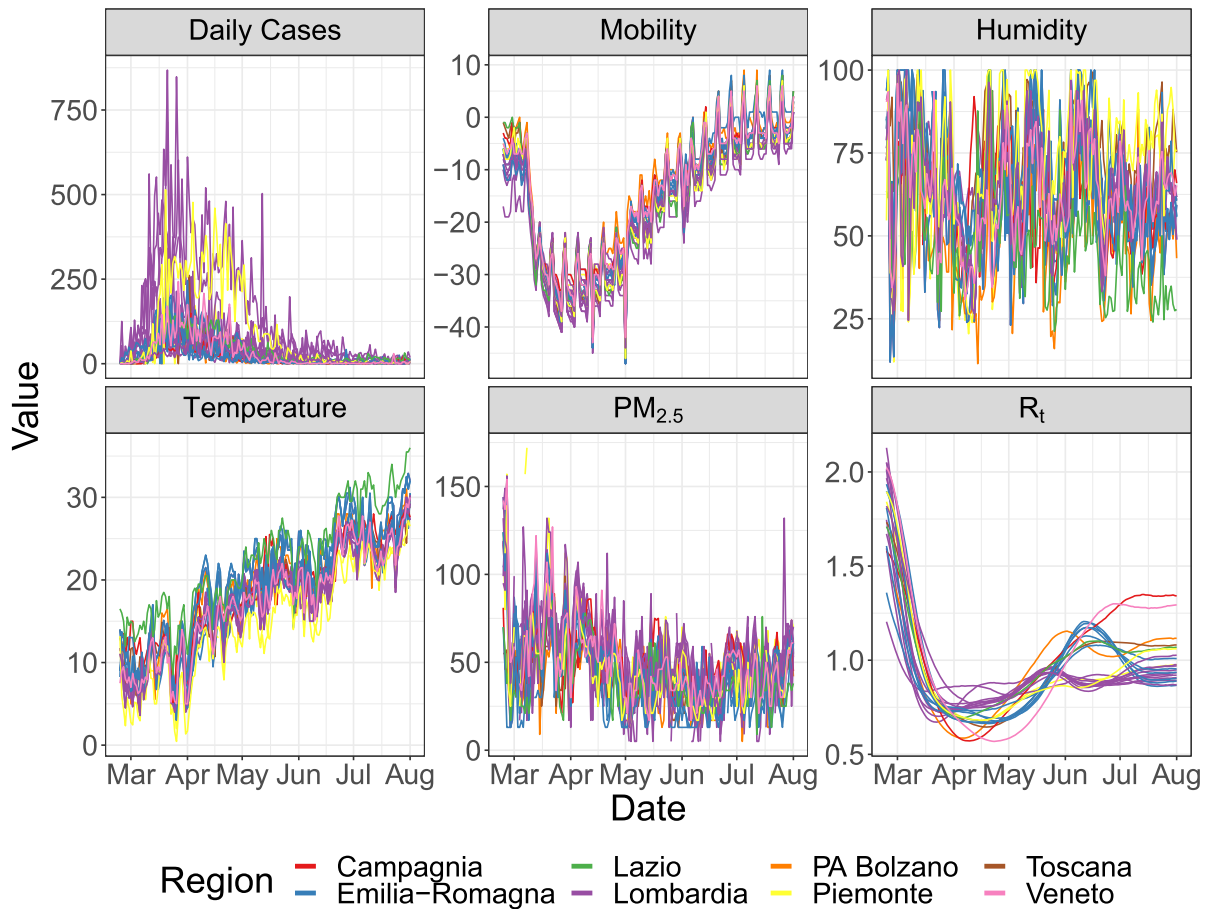 Daily Cases
Mobility
Humidity
750
500
250
0
10
0
−10
−20
−30
−40
100
75
50
25
Value
Temperature
PM2.5
Rt
30
20
10
0
150
100
50
0
2.0
1.5
1.0
0.5
Mar Apr May Jun Jul Aug
Mar Apr May Jun Jul Aug
Mar Apr May Jun Jul Aug
Date
Region
Campagnia Lazio PA Bolzano Toscana
Emilia−Romagna Lombardia Piemonte Veneto